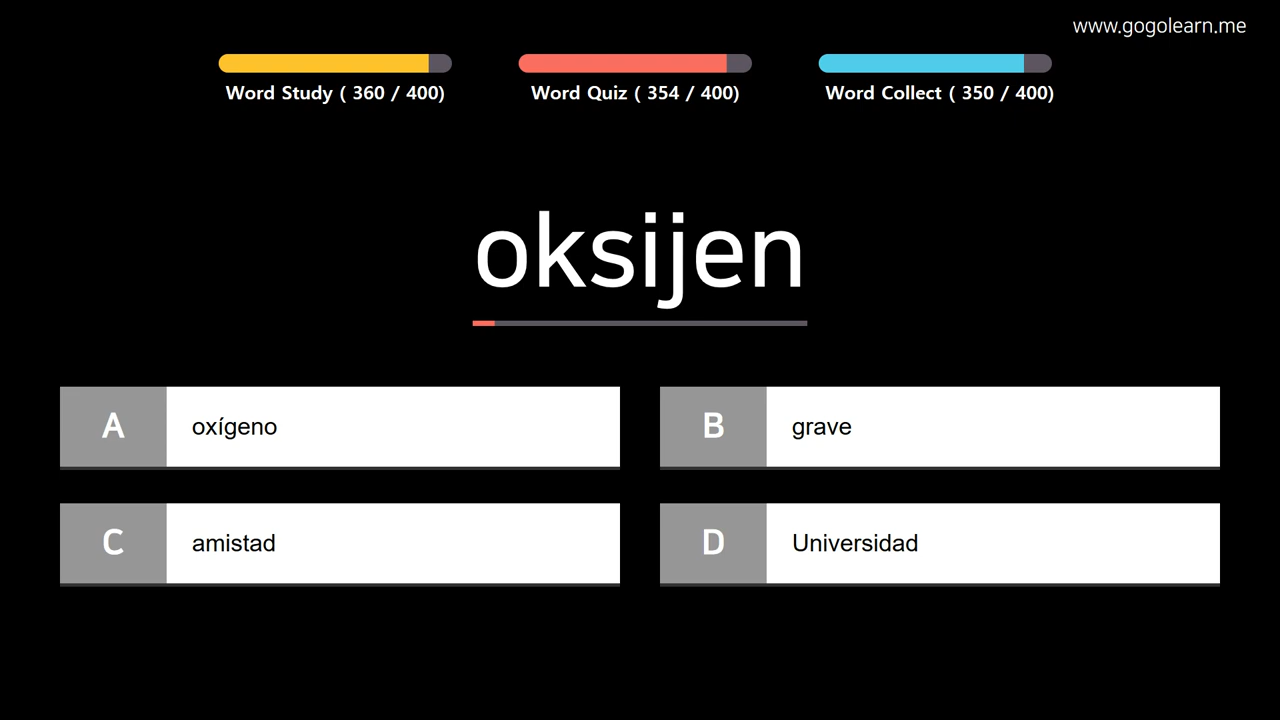 www.gogolearn.me
Word Study ( 360 / 400)
Word Quiz ( 354 / 400)
Word Collect ( 350 / 400)
oksijen
A oxígeno
B grave
C amistad
D Universidad